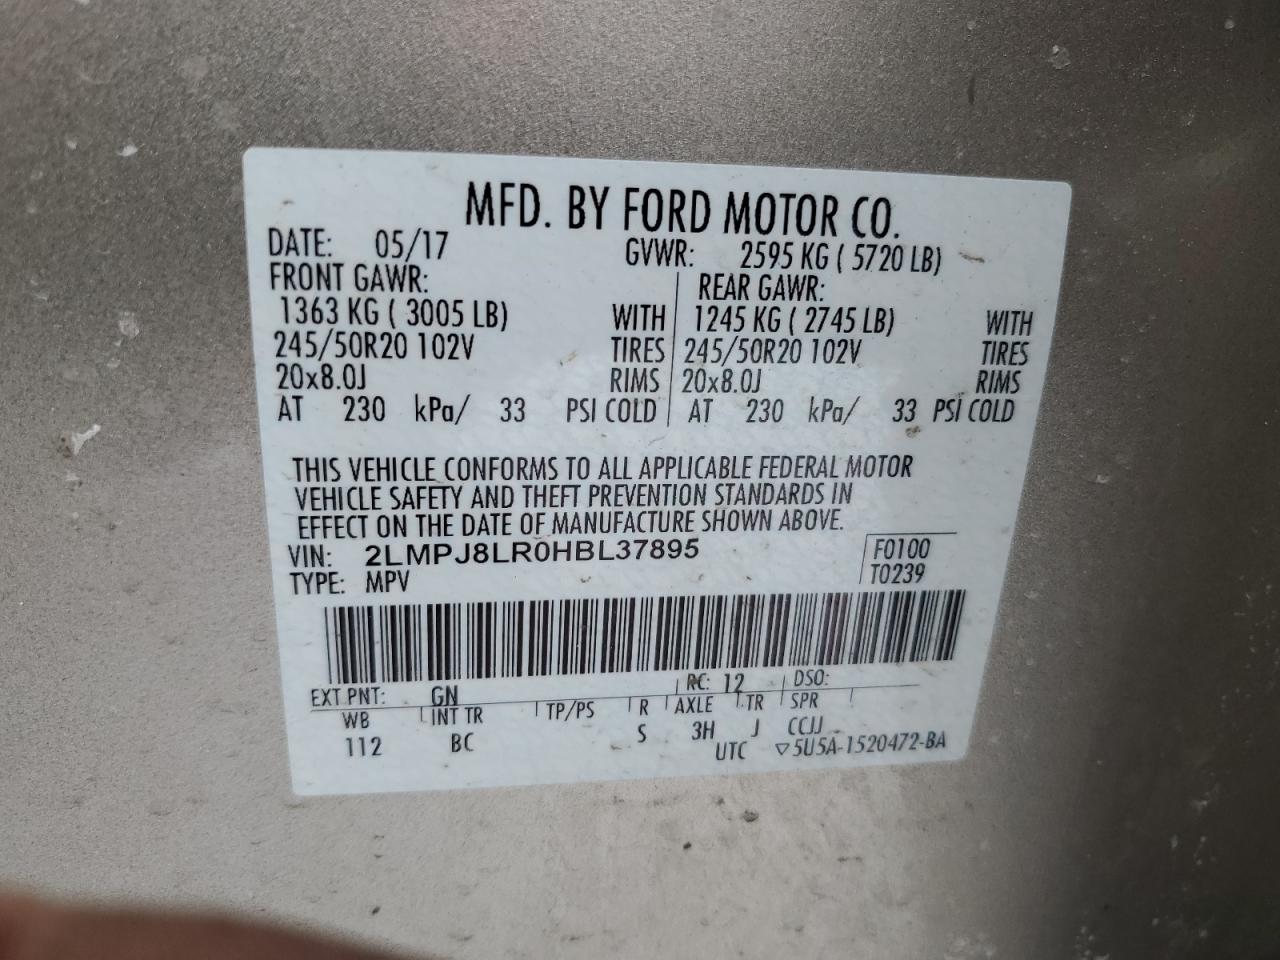 MFD. BY FORD MOTOR CO.
DATE: 05/17 GVWR: 2595 KG ( 5720 LB)
FRONT GAWR: REAR GAWR:
1363 KG ( 3005 LB) WITH 1245 KG ( 2745 LB) WITH
245/50R20 102V TIRES 245/50R20 102V TIRES
20x8.0J RIMS 20x8.0J RIMS
AT 230 kPa/ 33 PSI COLD AT 230 kPa/ 33 PSI COLD
THIS VEHICLE CONFORMS TO ALL APPLICABLE FEDERAL MOTOR
VEHICLE SAFETY AND THEFT PREVENTION STANDARDS IN
EFFECT ON THE DATE OF MANUFACTURE SHOWN ABOVE.
VIN: 2LMPJ8LR0HBL37895 F0100
TYPE: MPV T0239
EXT PNT: GN RC: 12 DSO:
WB INT TR TP/PS R AXLE TR SPR
112 BC S 3H J CCJJ
UTC ▽5U5A-1520472-BA